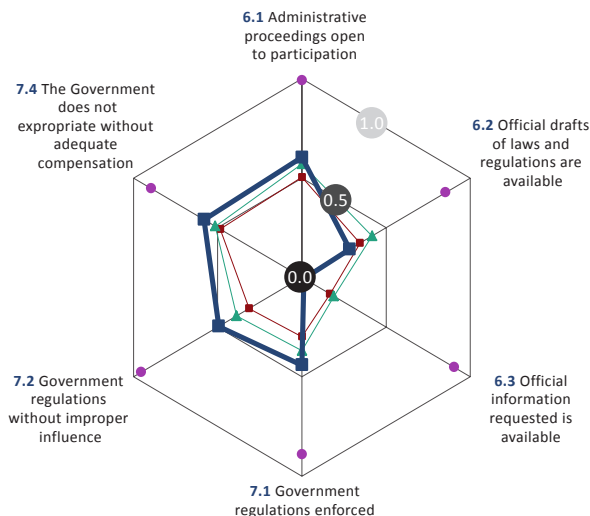 6.1 Administrative
proceedings open
to participation
7.4 The Government
does not
expropriate without
adequate
compensation
1.0
6.2 Official drafts
of laws and
regulations are
available
0.5
0.0
7.2 Government
regulations
without improper
influence
6.3 Official
information
requested is
available
7.1 Government
regulations enforced